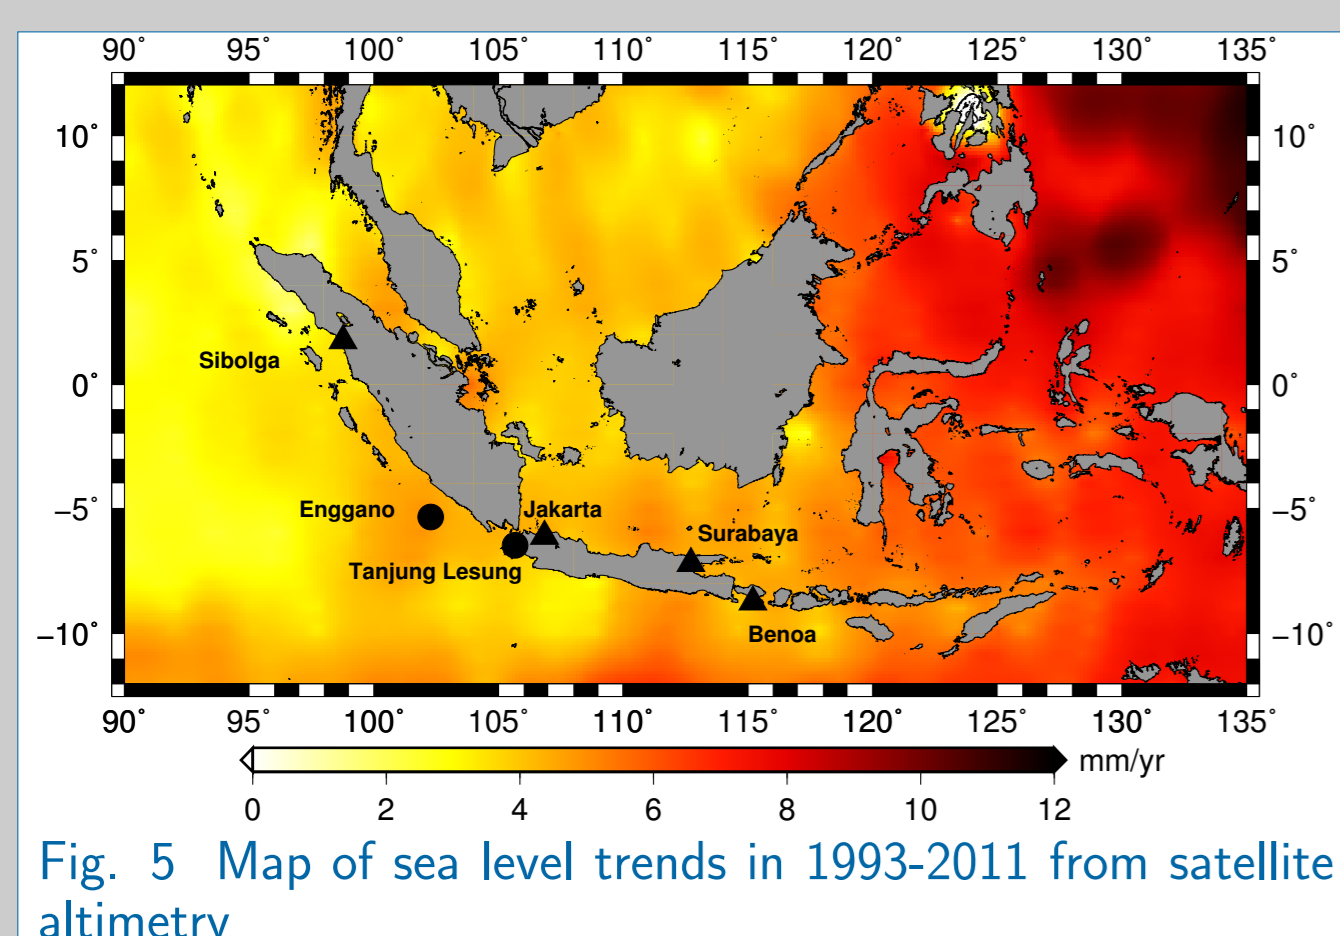 90° 95° 100° 105° 110° 115° 120° 125° 130° 135°
10° 10°
5° 5°
Sibolga
0° 0°
Enggano Jakarta
−5° −5°
Surabaya
Tanjung Lesung
Benoa
−10° −10°
90° 95° 100° 105° 110° 115° 120° 125° 130° 135°
mm/yr
0 2 4 6 8 10 12
Fig. 5 Map of sea level trends in 1993-2011 from satellite
altimetry